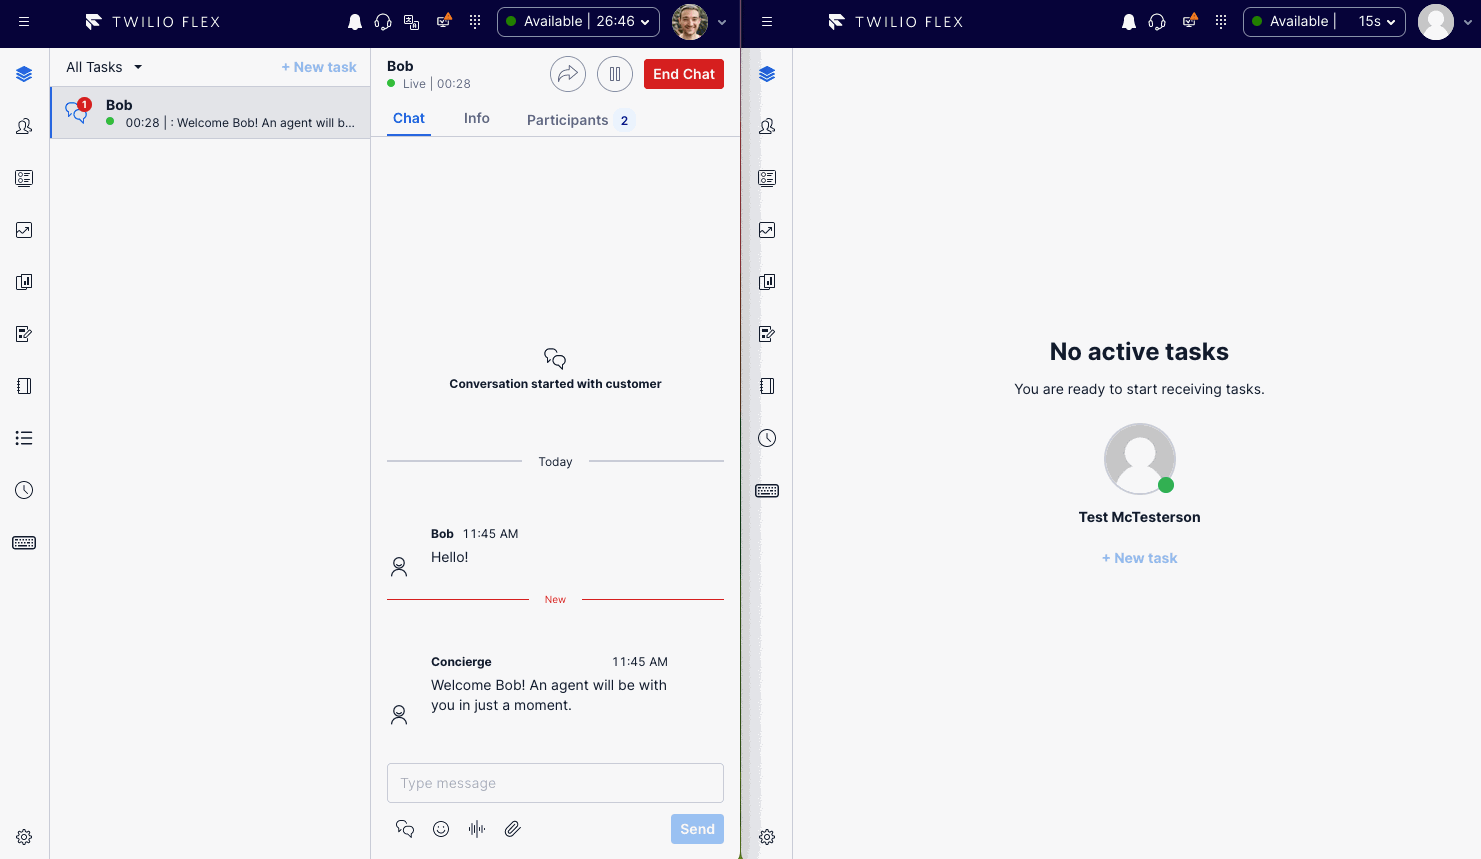 TWILIO FLEX
Available | 26:46
All Tasks
+ New task
1
Bob
00:28 | : Welcome Bob! An agent will b...
Bob
Live | 00:28
End Chat
Chat
Info
Participants 2
Conversation started with customer
Today
Bob 11:45 AM
Hello!
New
Concierge 11:45 AM
Welcome Bob! An agent will be with
you in just a moment.
Type message
Send
TWILIO FLEX
Available | 15s
No active tasks
You are ready to start receiving tasks.
Test McTesterson
+ New task